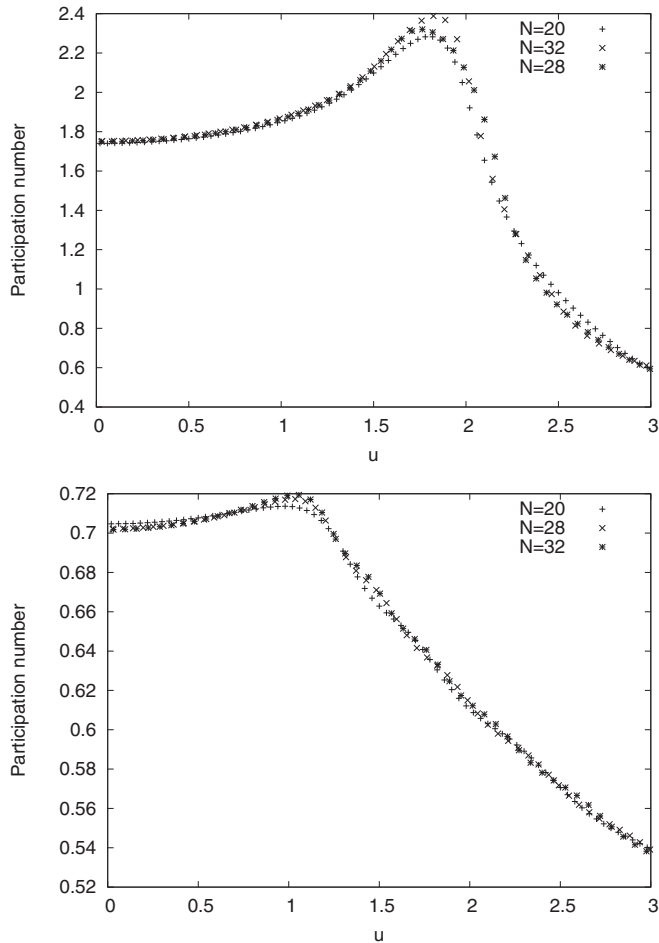 2.4
2.2
2
1.8
1.6
1.4
1.2
1
0.8
0.6
0.4
Participation number
N=20
N=32
N=28
0 0.5 1 1.5 2 2.5 3
u
0.72
0.7
0.68
0.66
0.64
0.62
0.6
0.58
0.56
0.54
0.52
Participation number
N=20
N=28
N=32
0 0.5 1 1.5 2 2.5 3
u